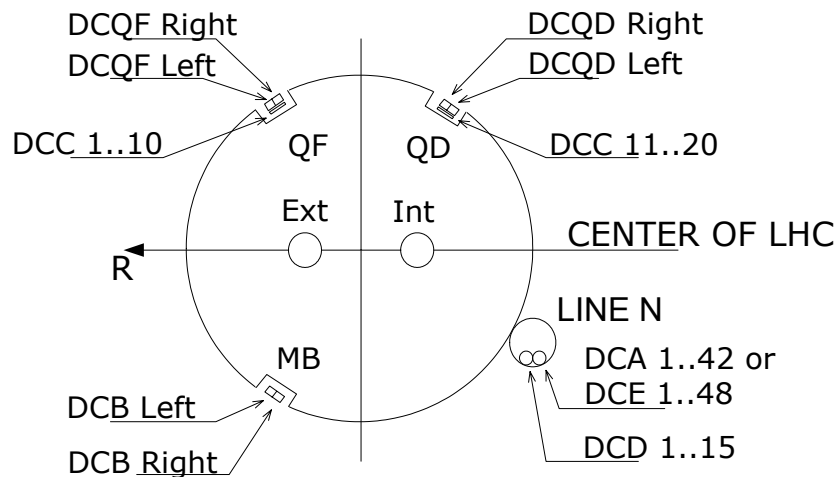 DCQF Right
DCQD Right
DCQF Left
DCQD Left
DCC 1..10
QF
QD
DCC 11..20
Ext
Int
CENTER OF LHC
R
LINE N
MB
DCA 1..42 or
DCE 1..48
DCB Left
DCD 1..15
DCB Right